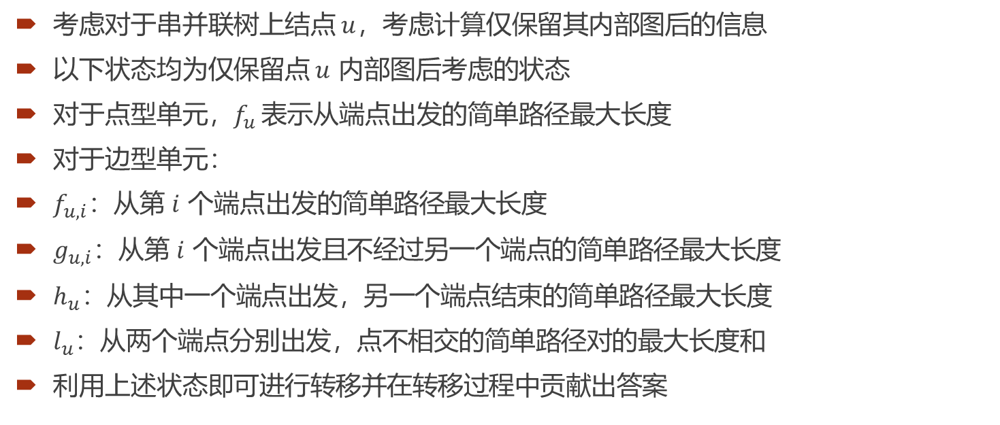 考虑对于串并联树上结点 u，考虑计算仅保留其内部图后的信息
以下状态均为仅保留点 u 内部图后考虑的状态
对于点型单元，f_u 表示从端点出发的简单路径最大长度
对于边型单元：
f_{u,i}：从第 i 个端点出发的简单路径最大长度
g_{u,i}：从第 i 个端点出发且不经过另一个端点的简单路径最大长度
h_u：从其中一个端点出发，另一个端点结束的简单路径最大长度
l_u：从两个端点分别出发，点不相交的简单路径对的最大长度和
利用上述状态即可进行转移并在转移过程中贡献出答案